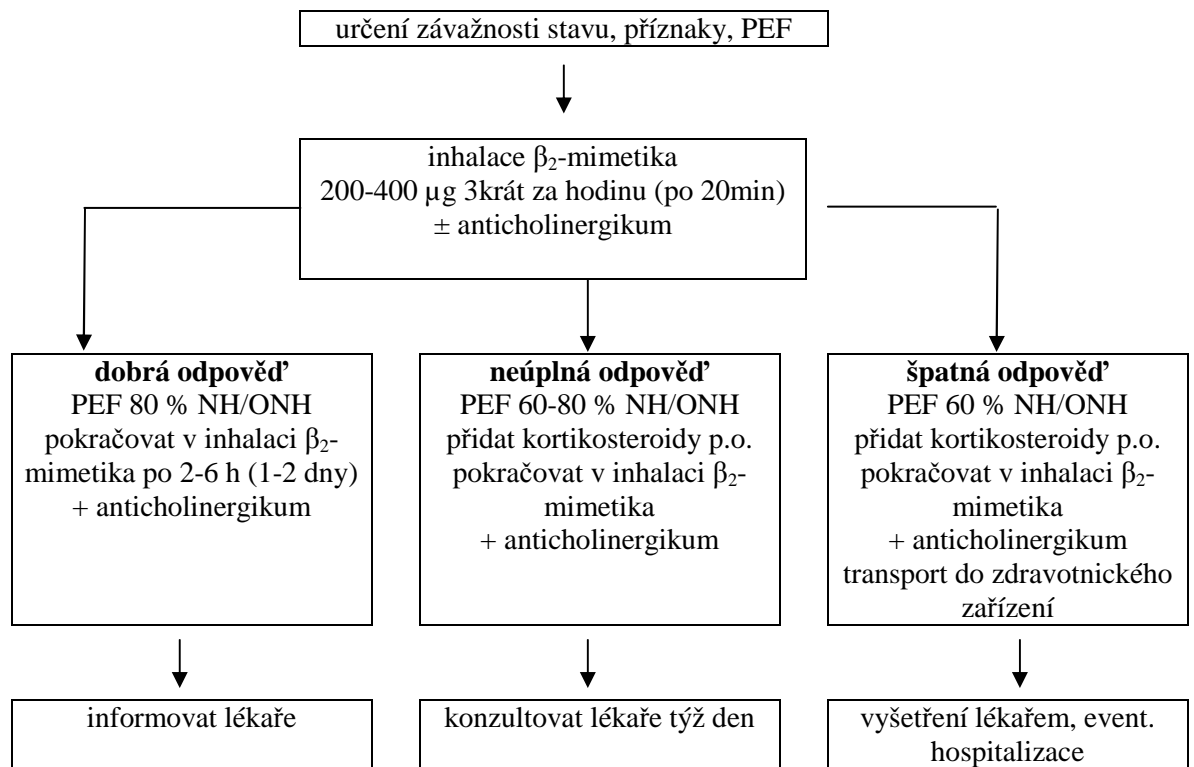 určení závažnosti stavu, příznaky, PEF
inhalace β₂-mimetika
200-400 µg 3krát za hodinu (po 20min)
± anticholinergikum
dobrá odpověď
PEF 80 % NH/ONH
pokračovat v inhalaci β₂-
mimetika po 2-6 h (1-2 dny)
+ anticholinergikum
neúplná odpověď
PEF 60-80 % NH/ONH
přidat kortikosteroidy p.o.
pokračovat v inhalaci β₂-
mimetika
+ anticholinergikum
špatná odpověď
PEF 60 % NH/ONH
přidat kortikosteroidy p.o.
pokračovat v inhalaci β₂-
mimetika
+ anticholinergikum
transport do zdravotnického
zařízení
informovat lékaře
konzultovat lékaře týž den
vyšetření lékařem, event.
hospitalizace